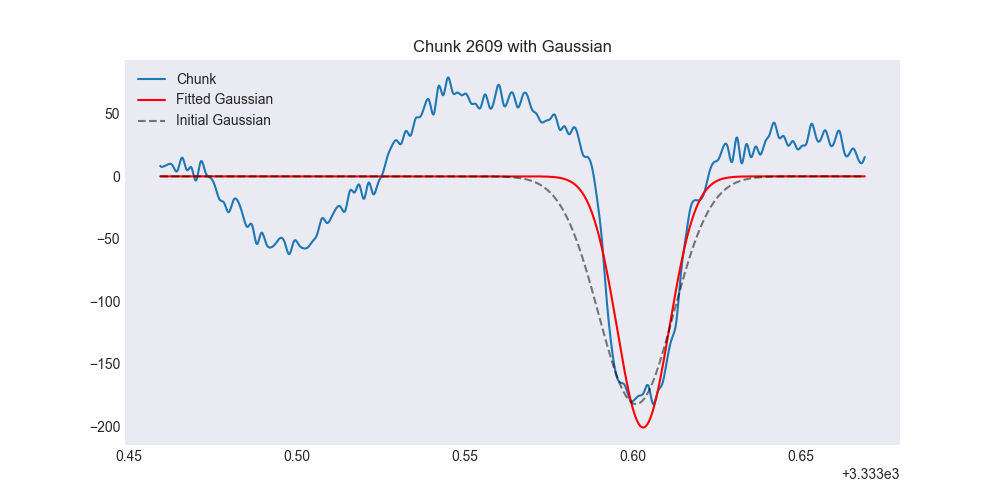 Chunk 2609 with Gaussian
Chunk
Fitted Gaussian
Initial Gaussian
50
0
−50
−100
−150
−200
0.45 0.50 0.55 0.60 0.65
+3.333e3